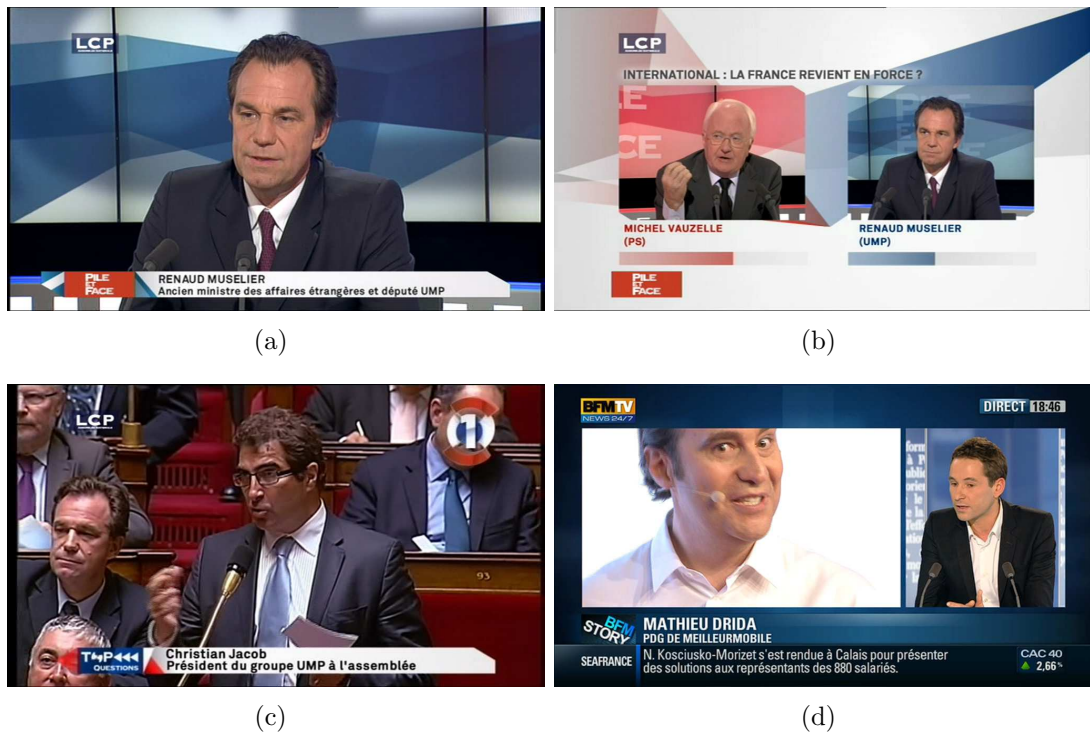 LCP
RENAUD MUSELIER
Ancien ministre des affaires étrangères et député UMP
PILE
ET
FACE
(a)
LCP
INTERNATIONAL : LA FRANCE REVIENT EN FORCE ?
MICHEL VAUZELLE
(PS)
RENAUD MUSELIER
(UMP)
PILE
ET
FACE
(b)
LCP
1
93
Christian Jacob
Président du groupe UMP à l'assemblée
QUESTIONS
(c)
BFMTV
NEWS 24/7
DIRECT 18:46
BFM
STORY
MATHIEU DRIDA
PDG DE MEILLEURMOBILE
SEAFRANCE
N. Kosciusko-Morizet s'est rendue à Calais pour présenter
des solutions aux représentants des 880 salariés.
CAC 40
2,66%
(d)